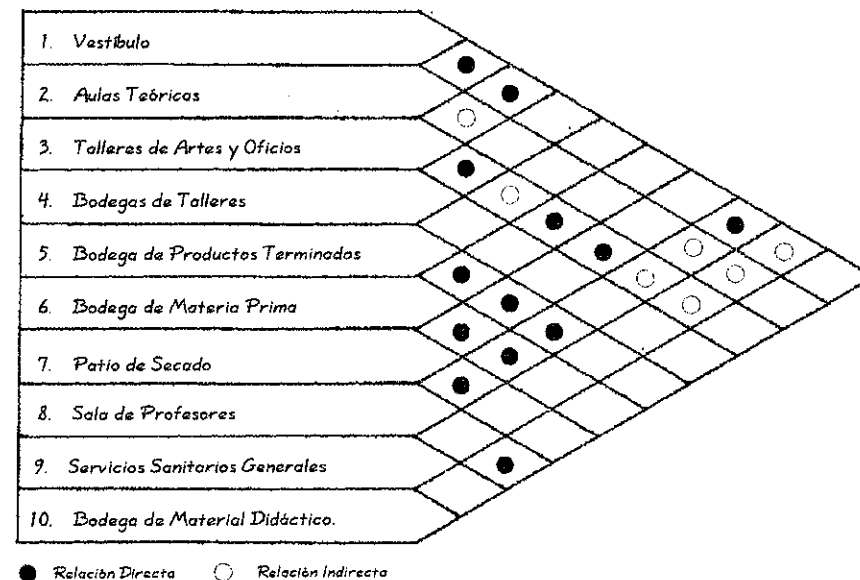 1. Vestíbulo
2. Aulas Teóricas
3. Talleres de Artes y Oficios
4. Bodegas de Talleres
5. Bodega de Productos Terminados
6. Bodega de Materia Prima
7. Patio de Secado
8. Sala de Profesores
9. Servicios Sanitarios Generales
10. Bodega de Material Didáctico.
Relación Directa Relación Indirecta